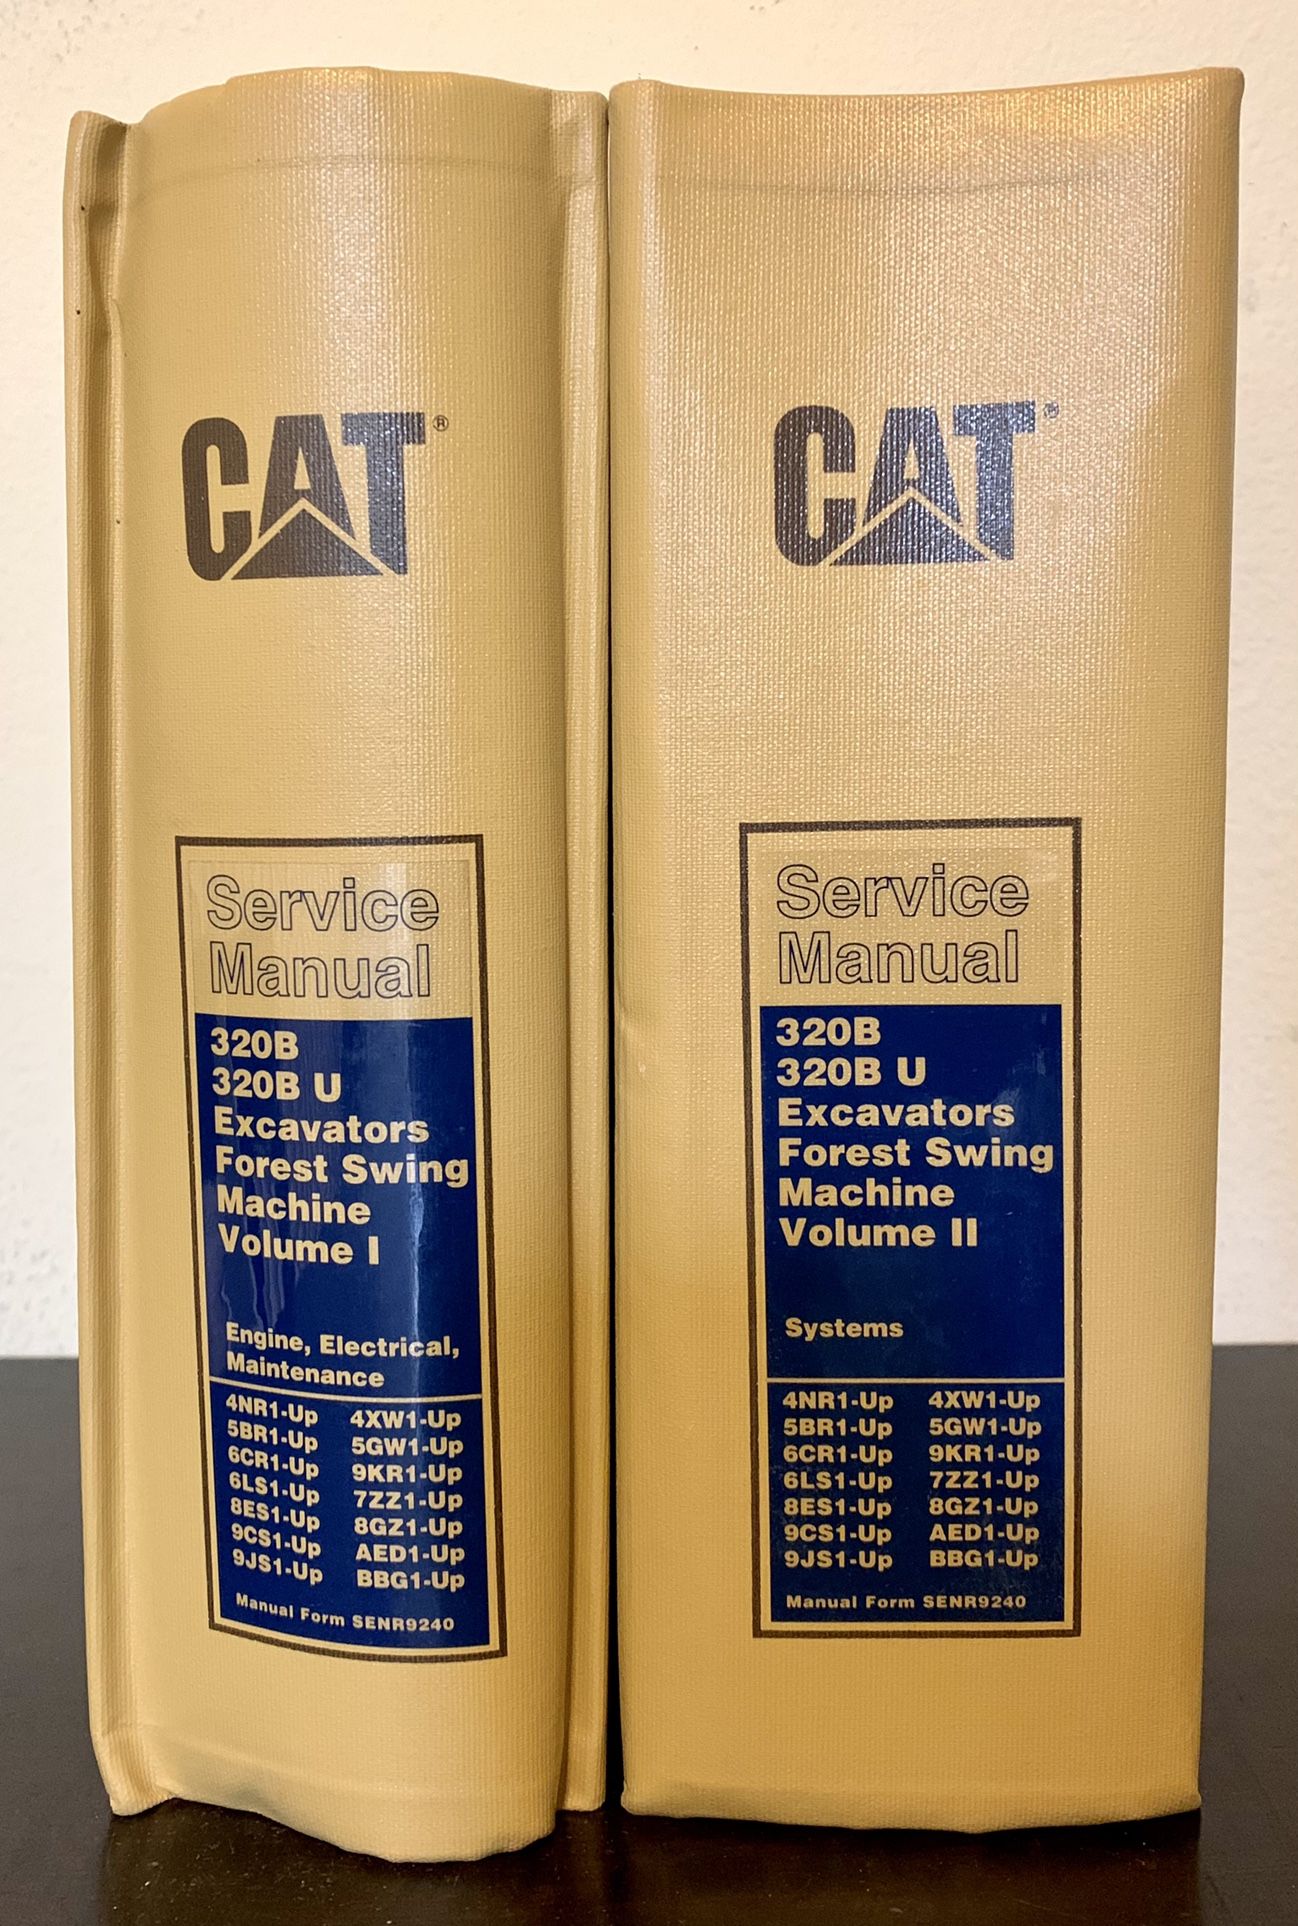 CAT®
Service
Manual
320B
320B U
Excavators
Forest Swing
Machine
Volume I
Engine, Electrical,
Maintenance
4NR1-Up 4XW1-Up
5BR1-Up 5GW1-Up
6CR1-Up 9KR1-Up
6LS1-Up 7ZZ1-Up
8ES1-Up 8GZ1-Up
9CS1-Up AED1-Up
9JS1-Up BBG1-Up
Manual Form SENR9240
CAT®
Service
Manual
320B
320B U
Excavators
Forest Swing
Machine
Volume II
Systems
4NR1-Up 4XW1-Up
5BR1-Up 5GW1-Up
6CR1-Up 9KR1-Up
6LS1-Up 7ZZ1-Up
8ES1-Up 8GZ1-Up
9CS1-Up AED1-Up
9JS1-Up BBG1-Up
Manual Form SENR9240